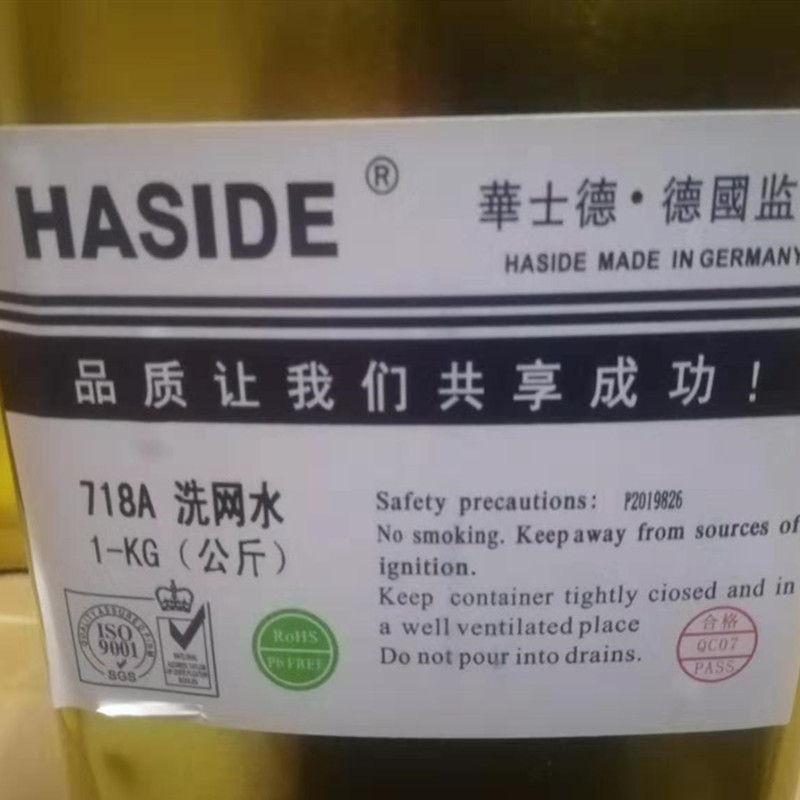 HASIDE ®
華士德·德國监
HASIDE MADE IN GERMANY
品质让我们共享成功！
718A 洗网水
1-KG（公斤）
Safety precautions: P2019826
No smoking. Keep away from sources of
ignition.
Keep container tightly ciosed and in
a well ventilated place
Do not pour into drains.
QUALITY ASSURED FIRM
ISO
9001
SGS
RoHS
Pb FREE
合格
QC07
PASS